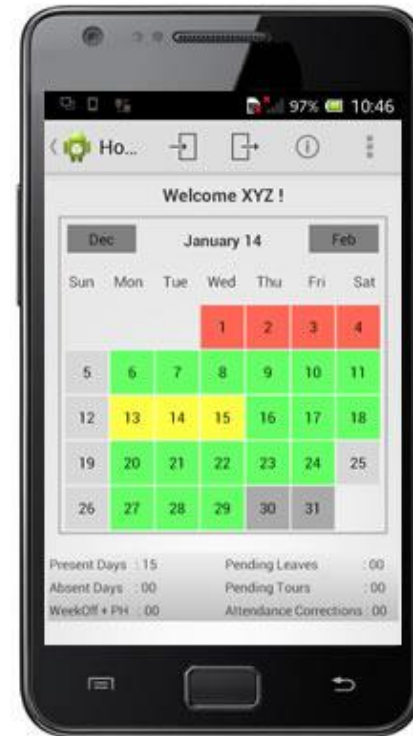 97% 10:46
Ho...
Welcome XYZ !
Dec January 14 Feb
Sun Mon Tue Wed Thu Fri Sat
1 2 3 4
5 6 7 8 9 10 11
12 13 14 15 16 17 18
19 20 21 22 23 24 25
26 27 28 29 30 31
Present Days : 15 Pending Leaves : 00
Absent Days : 00 Pending Tours : 00
WeekOff + PH : 00 Attendance Corrections : 00